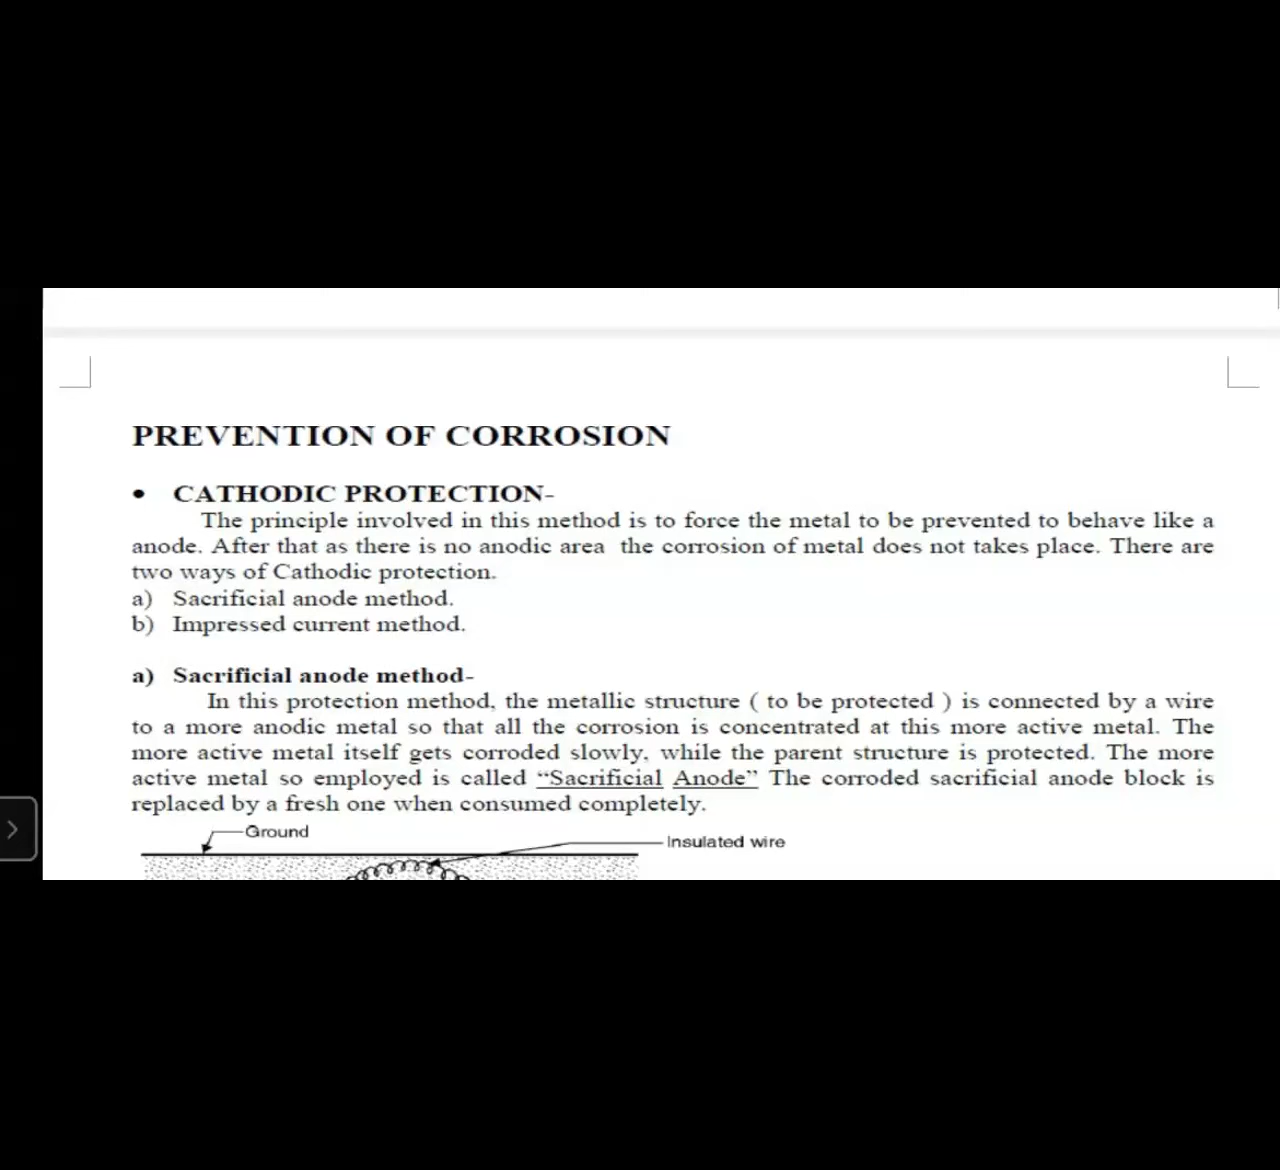 PREVENTION OF CORROSION
• CATHODIC PROTECTION-
The principle involved in this method is to force the metal to be prevented to behave like a
anode. After that as there is no anodic area the corrosion of metal does not takes place. There are
two ways of Cathodic protection.
a) Sacrificial anode method.
b) Impressed current method.
a) Sacrificial anode method-
In this protection method, the metallic structure ( to be protected ) is connected by a wire
to a more anodic metal so that all the corrosion is concentrated at this more active metal. The
more active metal itself gets corroded slowly, while the parent structure is protected. The more
active metal so employed is called “Sacrificial Anode” The corroded sacrificial anode block is
replaced by a fresh one when consumed completely.
Ground
Insulated wire